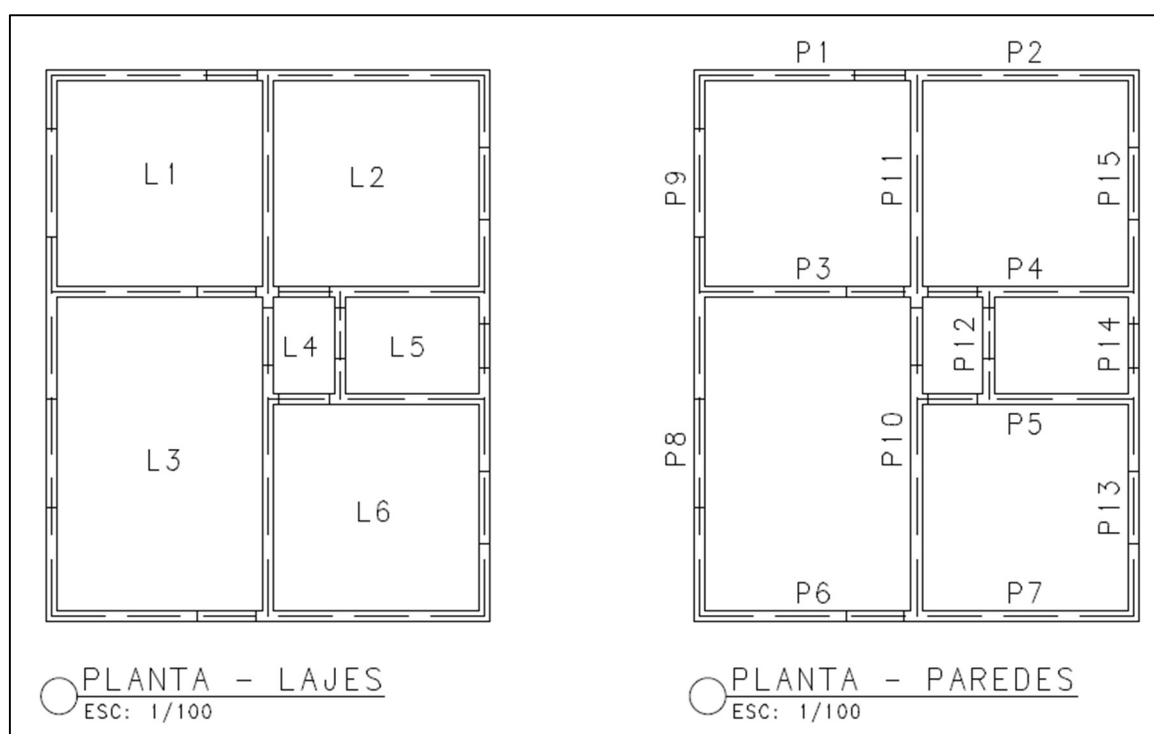 P1 P2
L1 L2
P9 P11 P15
P3 P4
L4 L5
P12 P14
L3
P8 P10
P5
L6
P13
P6 P7
PLANTA - LAJES
ESC: 1/100
PLANTA - PAREDES
ESC: 1/100